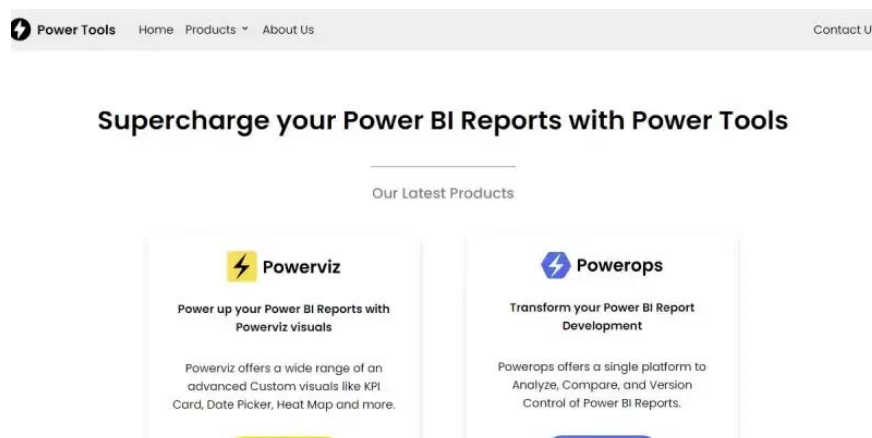 Power Tools Home Products About Us Contact U
Supercharge your Power BI Reports with Power Tools
Our Latest Products
Powerviz
Power up your Power BI Reports with
Powerviz visuals
Powerviz offers a wide range of an
advanced Custom visuals like KPI
Card, Date Picker, Heat Map and more.
Powerops
Transform your Power BI Report
Development
Powerops offers a single platform to
Analyze, Compare, and Version
Control of Power BI Reports.